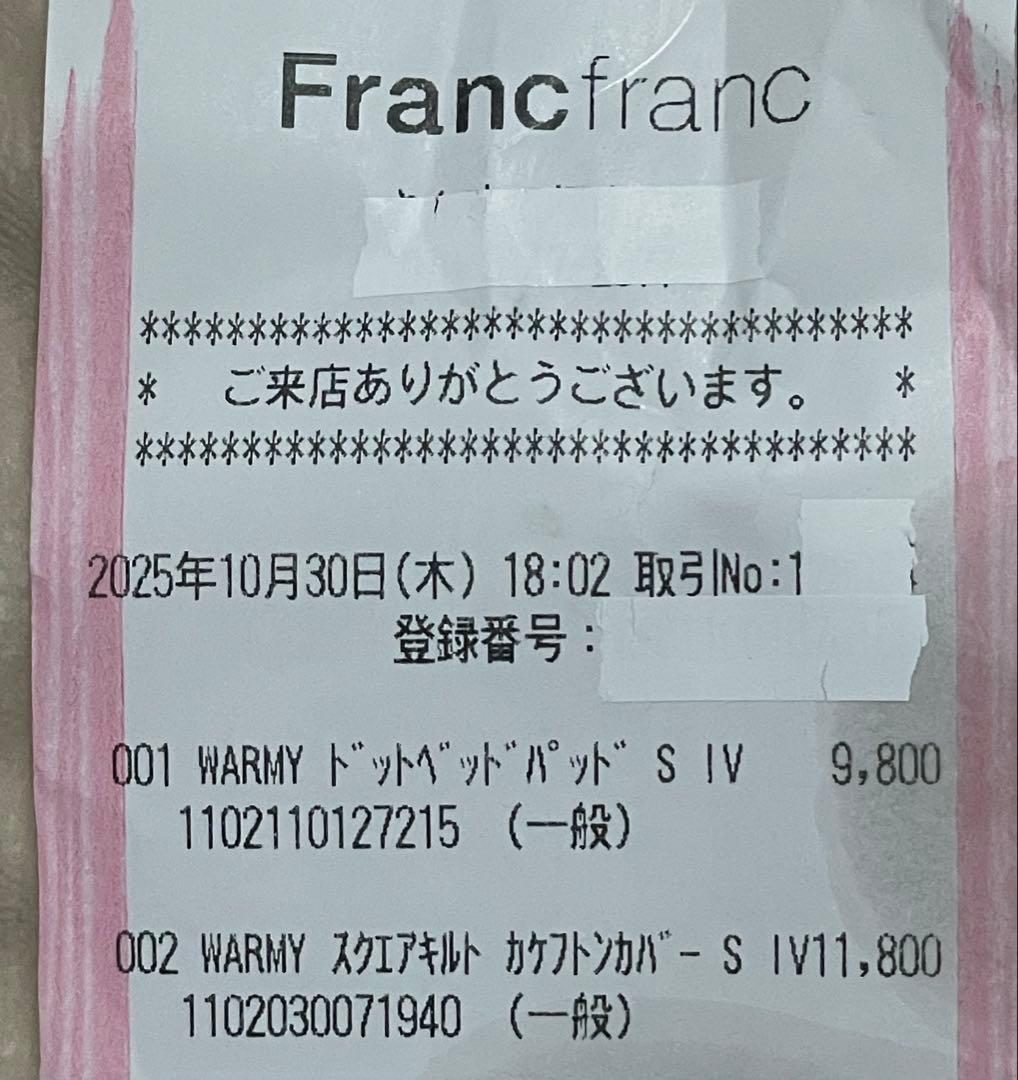 Francfranc
************************************
* ご来店ありがとうございます。 *
************************************
2025年10月30日(木) 18:02 取引No:1
登録番号:
001 WARMY ﾄﾞｯﾄﾍﾞｯﾄﾞﾊﾟｯﾄﾞ S IV 9,800
1102110127215 (一般)
002 WARMY ｽｸｴｱｷﾙﾄ ｶｹﾌﾄﾝｶﾊﾞｰ S IV11,800
1102030071940 (一般)